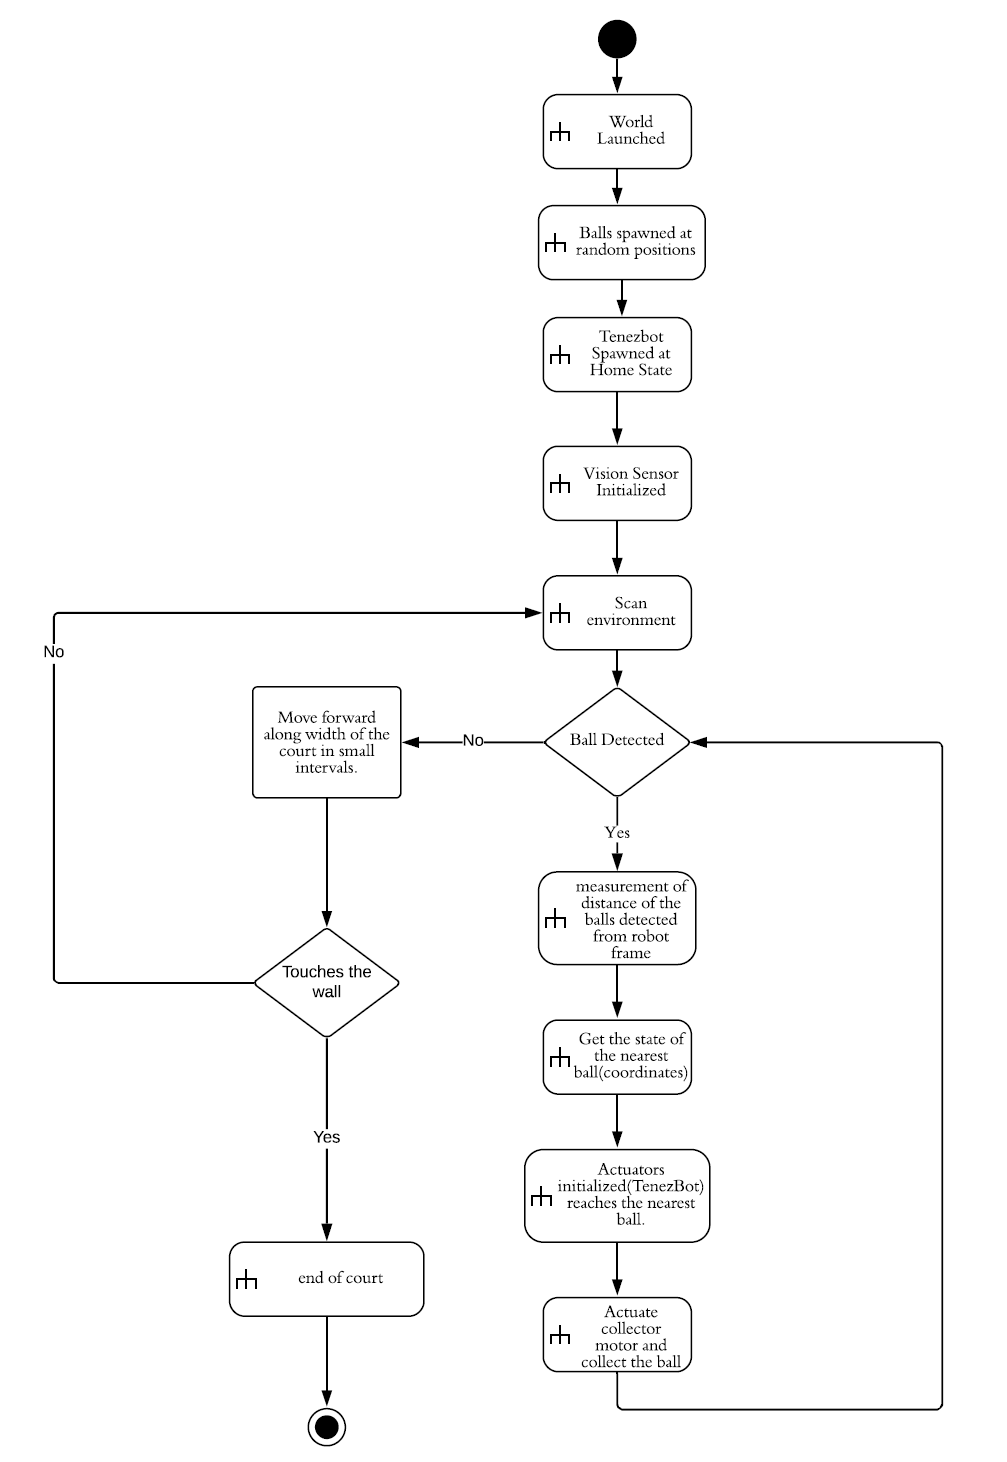 World
Launched
Balls spawned at
random positions
Tenezbot
Spawned at
Home State
Vision Sensor
Initialized
Scan
environment
No
Move forward
along width of the
court in small
intervals.
No
Ball Detected
Yes
measurement of
distance of the
balls detected
from robot
frame
Touches the
wall
Get the state of
the nearest
ball(coordinates)
Yes
Actuators
initialized(TenezBot)
reaches the nearest
ball.
end of court
Actuate
collector
motor and
collect the ball